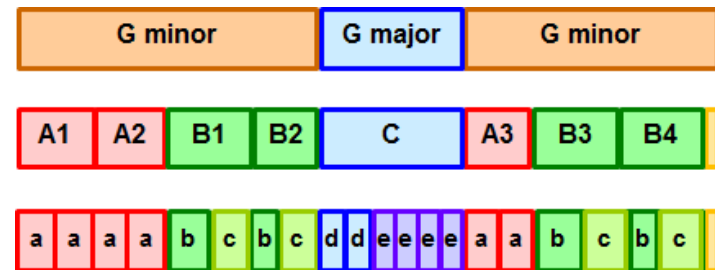 G minor G major G minor
A1 A2 B1 B2 C A3 B3 B4
a a a a b c b c d d e e e e a a b c b c